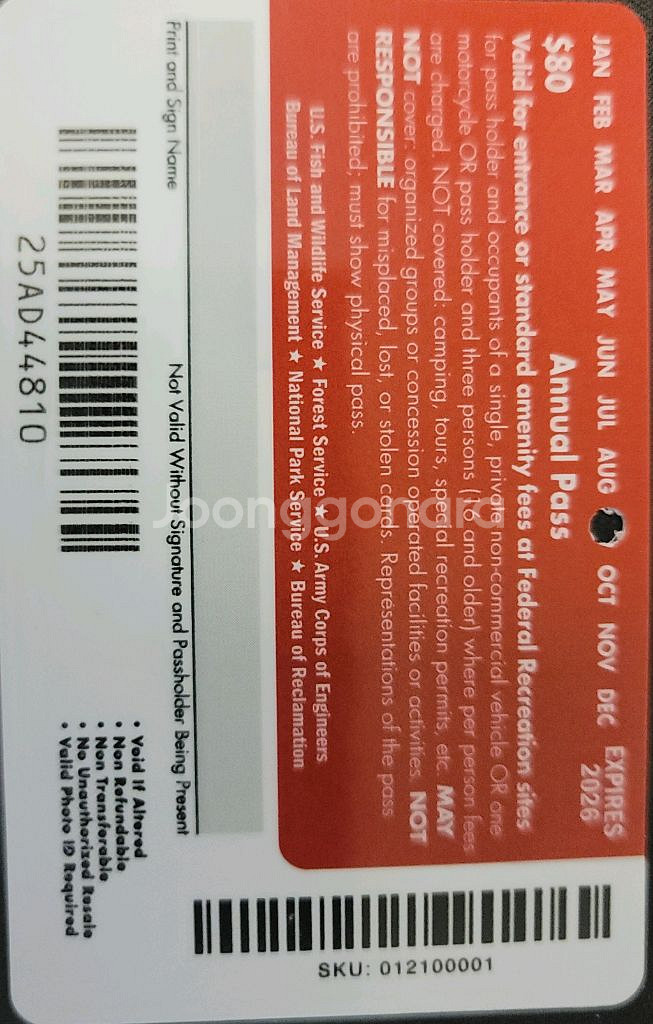 JAN FEB MAR APR MAY JUN JUL AUG OCT NOV DEC EXPIRES 2026
$80
Annual Pass
Valid for entrance or standard amenity fees at Federal Recreation sites
for pass holder and occupants of a single, private non-commercial vehicle OR one
motorcycle OR pass holder and three persons (16 and older) where per person fees
are charged. NOT covered: camping, tours, special recreation permits, etc. MAY
NOT cover: organized groups or concession operated facilities or activities. NOT
RESPONSIBLE for misplaced, lost, or stolen cards. Representations of the pass
are prohibited; must show physical pass.
U.S. Fish and Wildlife Service ★ Forest Service ★ U.S. Army Corps of Engineers
Bureau of Land Management ★ National Park Service ★ Bureau of Reclamation
Print and Sign Name
Not Valid Without Signature and Passholder Being Present
• Void If Altered
• Non Refundable
• Non Transferable
• No Unauthorized Resale
• Valid Photo ID Required
25AD44810
SKU: 012100001
Joonggonara